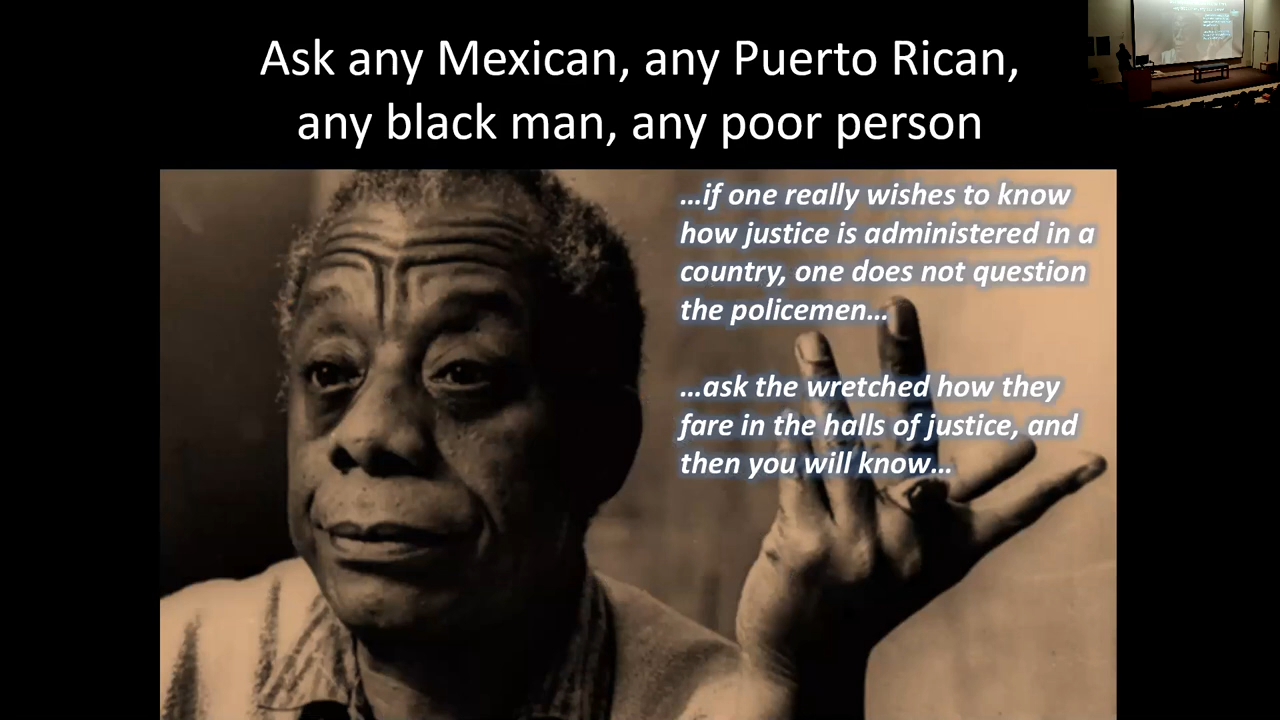 Ask any Mexican, any Puerto Rican,
any black man, any poor person
…if one really wishes to know
how justice is administered in a
country, one does not question
the policemen…
…ask the wretched how they
fare in the halls of justice, and
then you will know…